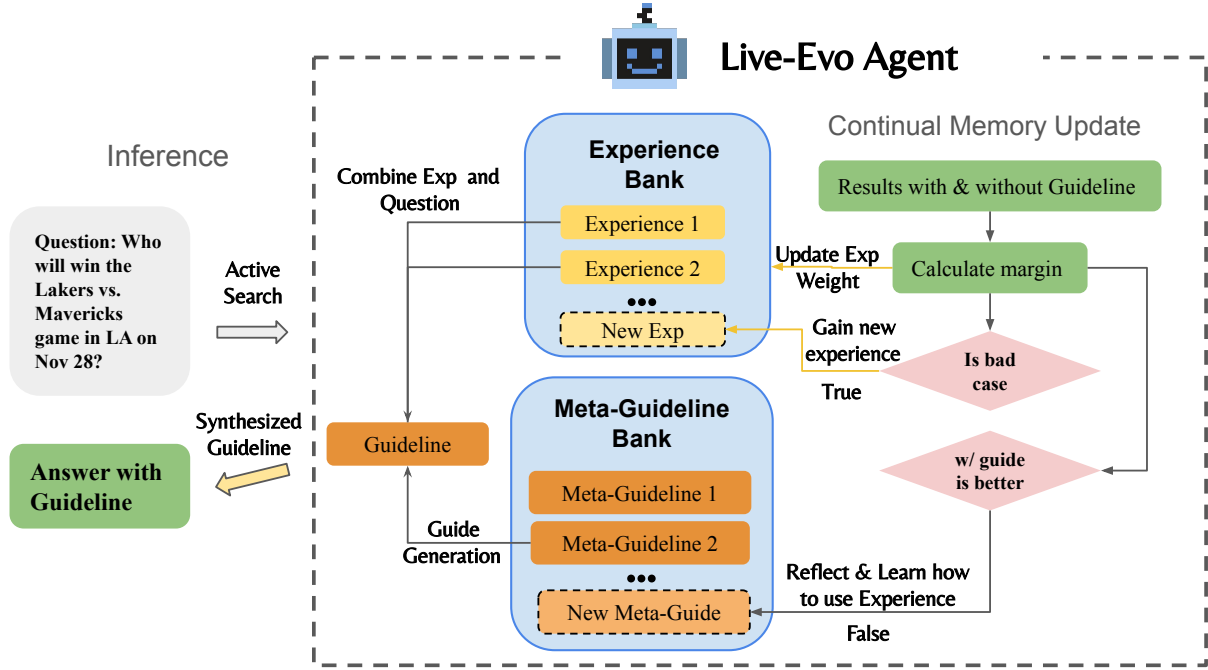 Live-Evo Agent
Inference
Question: Who
will win the
Lakers vs.
Mavericks
game in LA on
Nov 28?
Active
Search
Synthesized
Guideline
Answer with
Guideline
Combine Exp and
Question
Guideline
Guide
Generation
Experience
Bank
Experience 1
Experience 2
•••
New Exp
Meta-Guideline
Bank
Meta-Guideline 1
Meta-Guideline 2
•••
New Meta-Guide
Continual Memory Update
Results with & without Guideline
Calculate margin
Update Exp
Weight
Gain new
experience
True
Is bad
case
w/ guide
is better
Reflect & Learn how
to use Experience
False